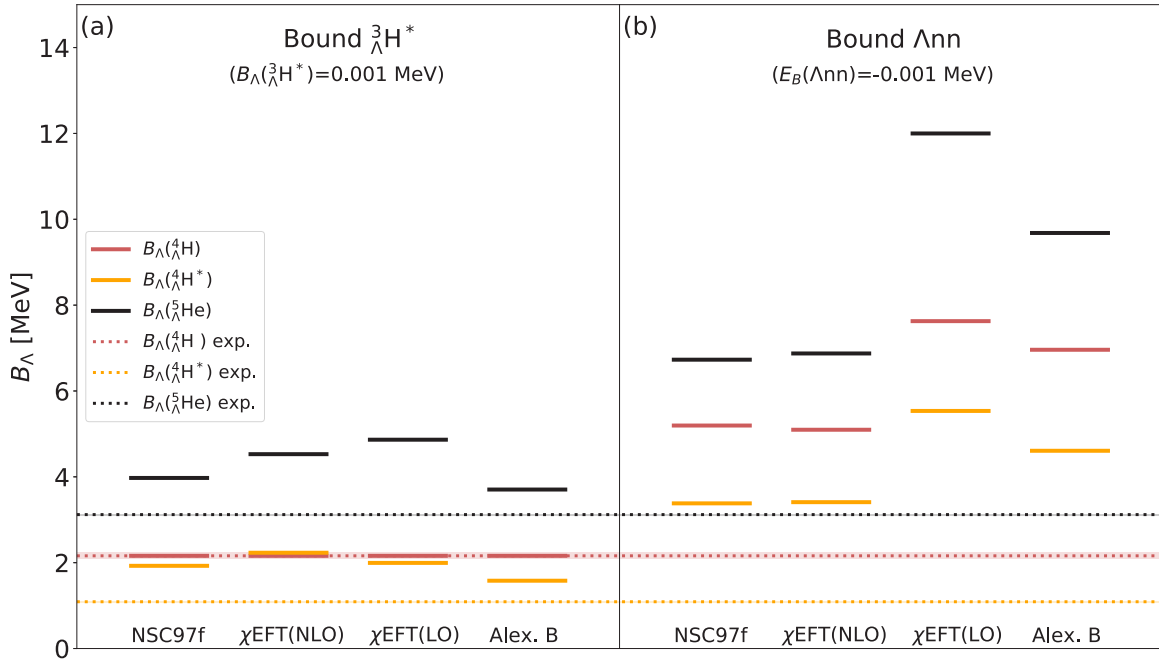 (a)
Bound ³ΛH*
(BΛ(³ΛH*)=0.001 MeV)
(b)
Bound Λnn
(EB(Λnn)=-0.001 MeV)
BΛ [MeV]
14
12
10
8
6
4
2
0
BΛ(⁴ΛH)
BΛ(⁴ΛH*)
BΛ(⁵ΛHe)
BΛ(⁴ΛH ) exp.
BΛ(⁴ΛH*) exp.
BΛ(⁵ΛHe) exp.
NSC97f χEFT(NLO) χEFT(LO) Alex. B
NSC97f χEFT(NLO) χEFT(LO) Alex. B